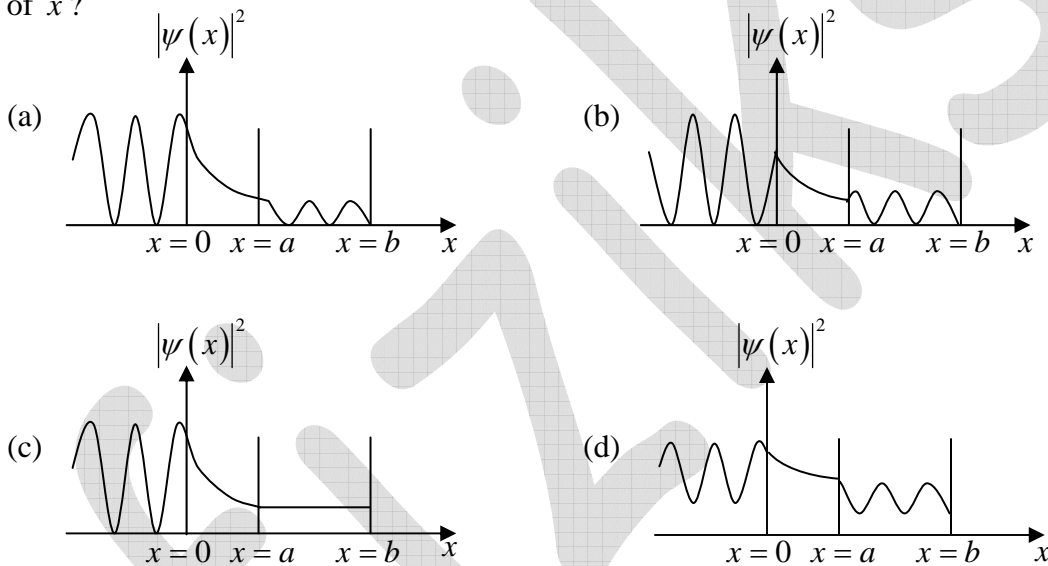 of x ?
|ψ(x)|²
|ψ(x)|²
(a)
(b)
x = 0 x = a x = b x
x = 0 x = a x = b x
|ψ(x)|²
|ψ(x)|²
(c)
(d)
x = 0 x = a x = b x
x = 0 x = a x = b x